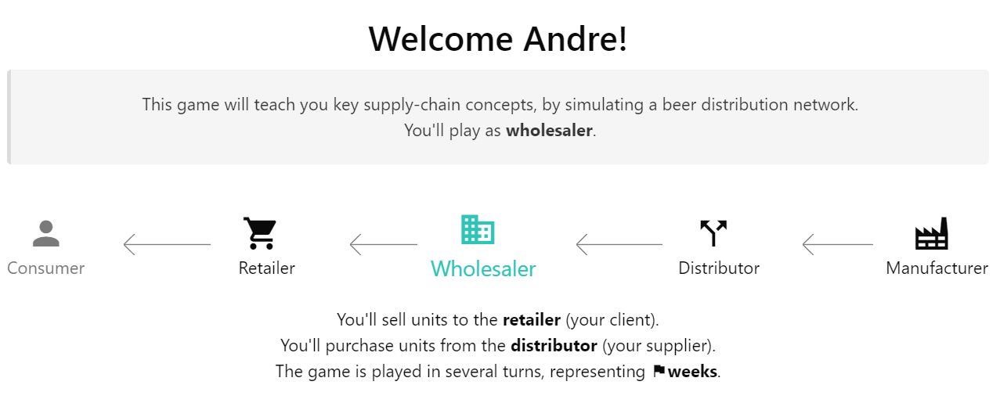 Welcome Andre!
This game will teach you key supply-chain concepts, by simulating a beer distribution network.
You'll play as wholesaler.
Consumer
Retailer
Wholesaler
Distributor
Manufacturer
You'll sell units to the retailer (your client).
You'll purchase units from the distributor (your supplier).
The game is played in several turns, representing weeks.